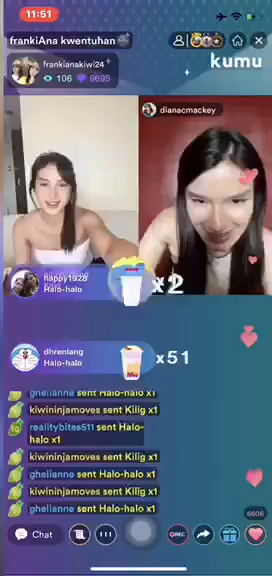 11:51
frankiAna kwentuhan
kumu
frankianakiwi24
106 9695
dianacmackey
happy1928
Halo-halo
x2
dhrenlang
Halo-halo
x51
ghelianne sent Halo-halo x1
kiwininjamoves sent Kilig x1
realitybites511 sent Halo-
halo x1
kiwininjamoves sent Kilig x1
ghelianne sent Halo-halo x1
kiwininjamoves sent Kilig x1
ghelianne sent Halo-halo x1
6606
Chat
REC